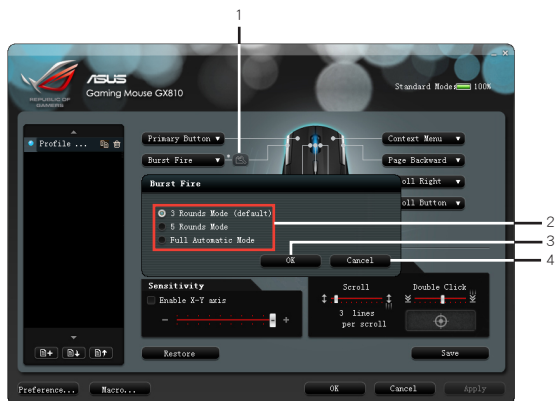 1
REPUBLIC OF
GAMERS
ASUS
Gaming Mouse GX810
Standard Mode: 100%
Profile ...
Primary Button
Context Menu
Burst Fire
Page Backward
Burst Fire
oll Right
3 Rounds Mode (default)
oll Button
5 Rounds Mode
2
Full Automatic Mode
3
OK
Cancel
4
Sensitivity
Enable X-Y axis
Scroll
Double Click
3 lines
per scroll
Restore
Save
Preference...
Macro...
OK
Cancel
Apply